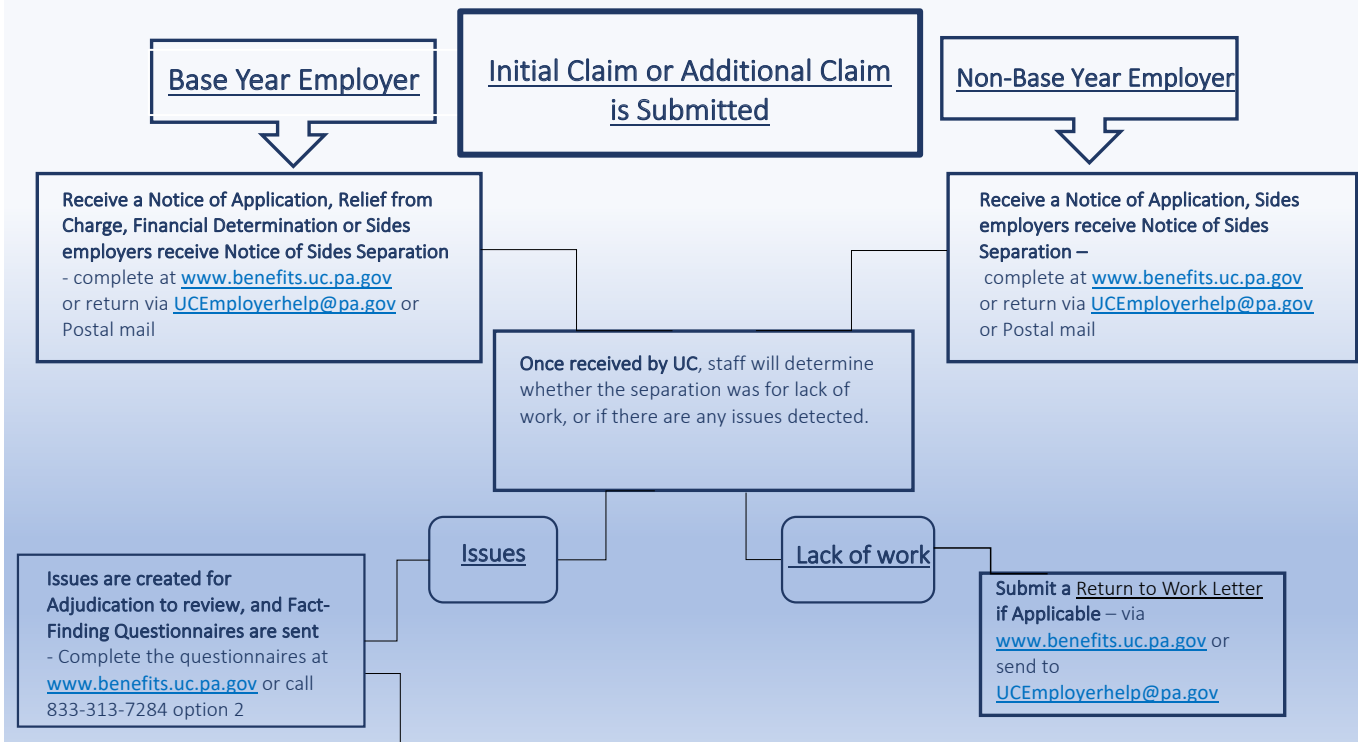 Base Year Employer
Initial Claim or Additional Claim
is Submitted
Non-Base Year Employer
Receive a Notice of Application, Relief from
Charge, Financial Determination or Sides
employers receive Notice of Sides Separation
- complete at www.benefits.uc.pa.gov
or return via UCEmployerhelp@pa.gov or
Postal mail
Receive a Notice of Application, Sides
employers receive Notice of Sides
Separation –
complete at www.benefits.uc.pa.gov
or return via UCEmployerhelp@pa.gov
or Postal mail
Once received by UC, staff will determine
whether the separation was for lack of
work, or if there are any issues detected.
Issues
Lack of work
Issues are created for
Adjudication to review, and Fact-
Finding Questionnaires are sent
- Complete the questionnaires at
www.benefits.uc.pa.gov or call
833-313-7284 option 2
Submit a Return to Work Letter
if Applicable – via
www.benefits.uc.pa.gov or
send to
UCEmployerhelp@pa.gov